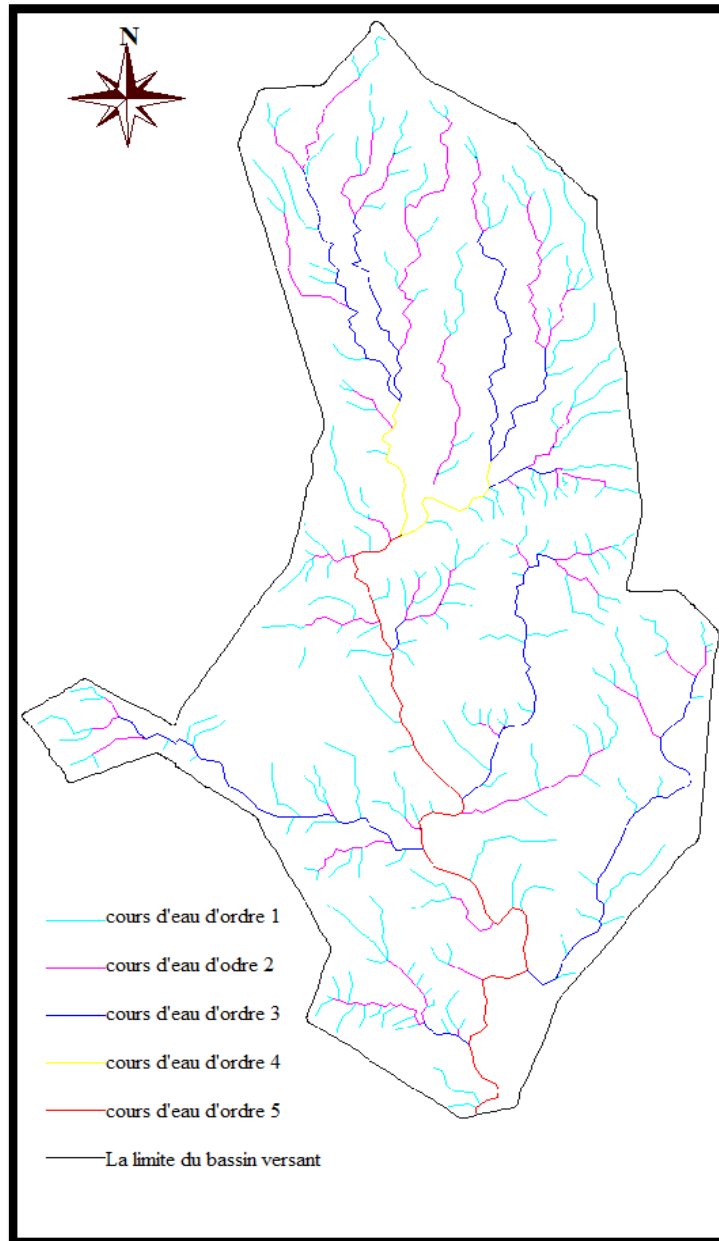 N
cours d'eau d'ordre 1
cours d'eau d'odre 2
cours d'eau d'ordre 3
cours d'eau d'ordre 4
cours d'eau d'ordre 5
La limite du bassin versant